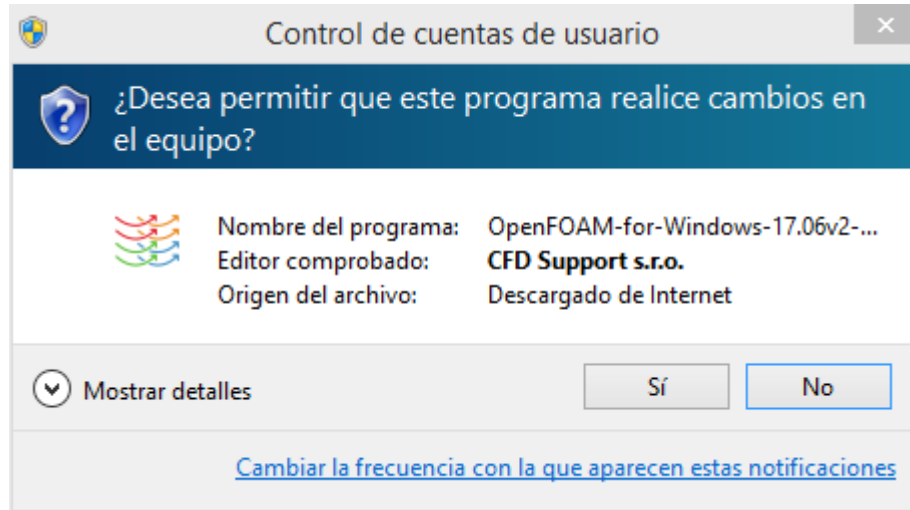 Control de cuentas de usuario
¿Desea permitir que este programa realice cambios en
el equipo?
Nombre del programa: OpenFOAM-for-Windows-17.06v2-...
Editor comprobado: CFD Support s.r.o.
Origen del archivo: Descargado de Internet
Mostrar detalles Sí No
Cambiar la frecuencia con la que aparecen estas notificaciones